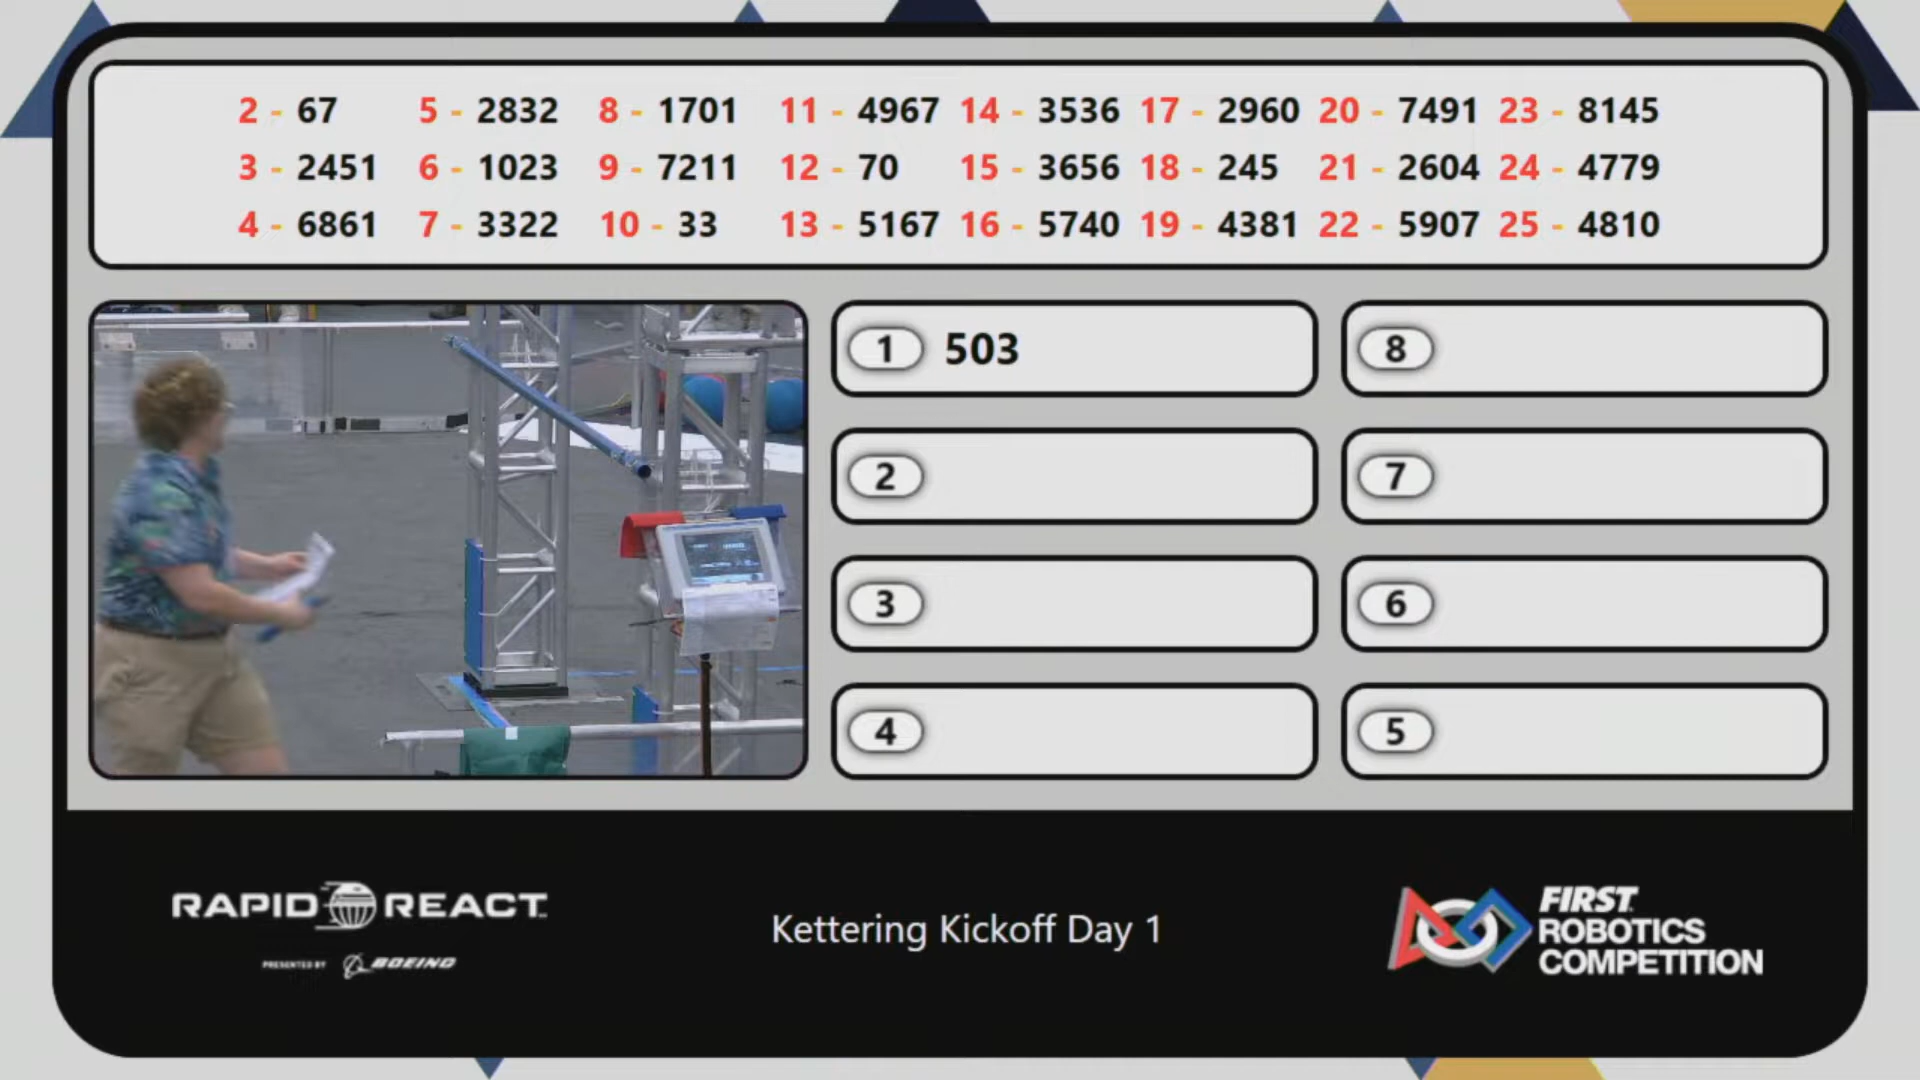 2 - 67 5 - 2832 8 - 1701 11 - 4967 14 - 3536 17 - 2960 20 - 7491 23 - 8145
3 - 2451 6 - 1023 9 - 7211 12 - 70 15 - 3656 18 - 245 21 - 2604 24 - 4779
4 - 6861 7 - 3322 10 - 33 13 - 5167 16 - 5740 19 - 4381 22 - 5907 25 - 4810
1 503
8
2
7
3
6
4
5
RAPID REACT
PRESENTED BY BOEING
Kettering Kickoff Day 1
FIRST
ROBOTICS
COMPETITION